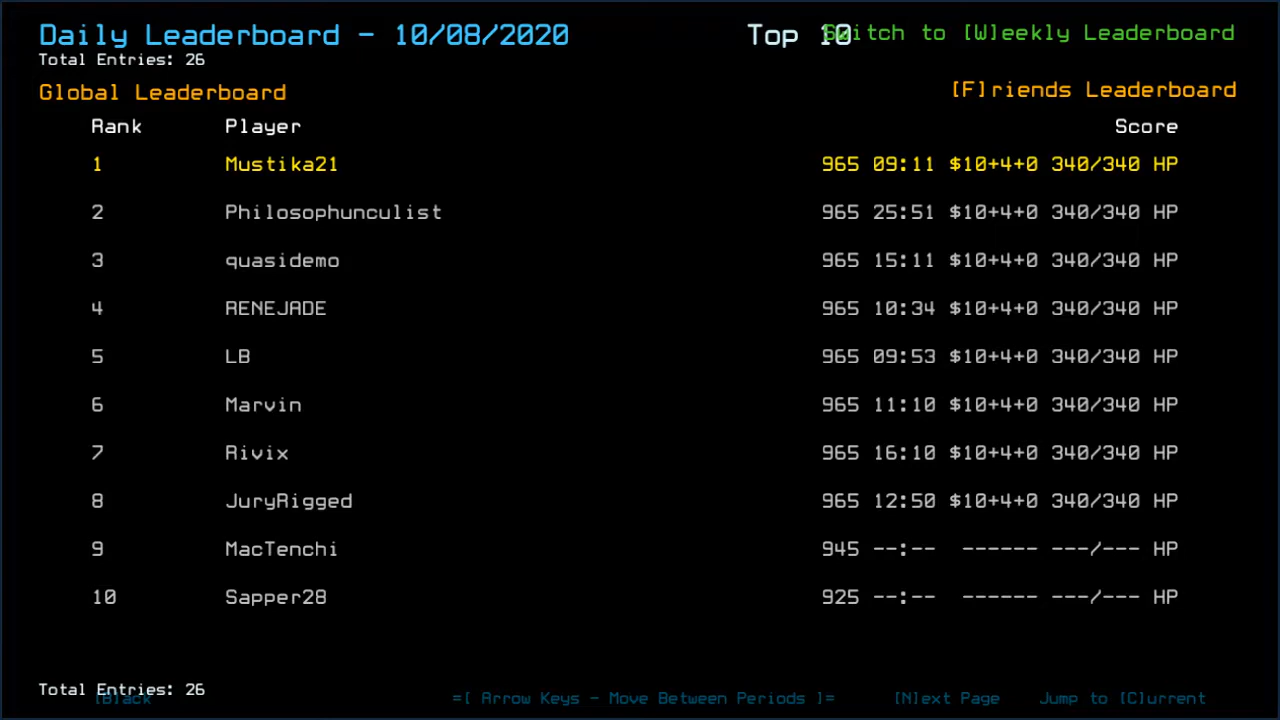 Daily Leaderboard - 10/08/2020 Top 10 Switch to [W]eekly Leaderboard
Total Entries: 26
Global Leaderboard [F]riends Leaderboard
Rank Player Score
1 Mustika21 965 09:11 $10+4+0 340/340 HP
2 Philosophunculist 965 25:51 $10+4+0 340/340 HP
3 quasidemo 965 15:11 $10+4+0 340/340 HP
4 RENEJADE 965 10:34 $10+4+0 340/340 HP
5 LB 965 09:53 $10+4+0 340/340 HP
6 Marvin 965 11:10 $10+4+0 340/340 HP
7 Rivix 965 16:10 $10+4+0 340/340 HP
8 JuryRigged 965 12:50 $10+4+0 340/340 HP
9 MacTenchi 945 --:-- ------ ---/--- HP
10 Sapper28 925 --:-- ------ ---/--- HP
Total Entries: 26
[B]ack =[ Arrow Keys - Move Between Periods ]= [N]ext Page Jump to [C]urrent